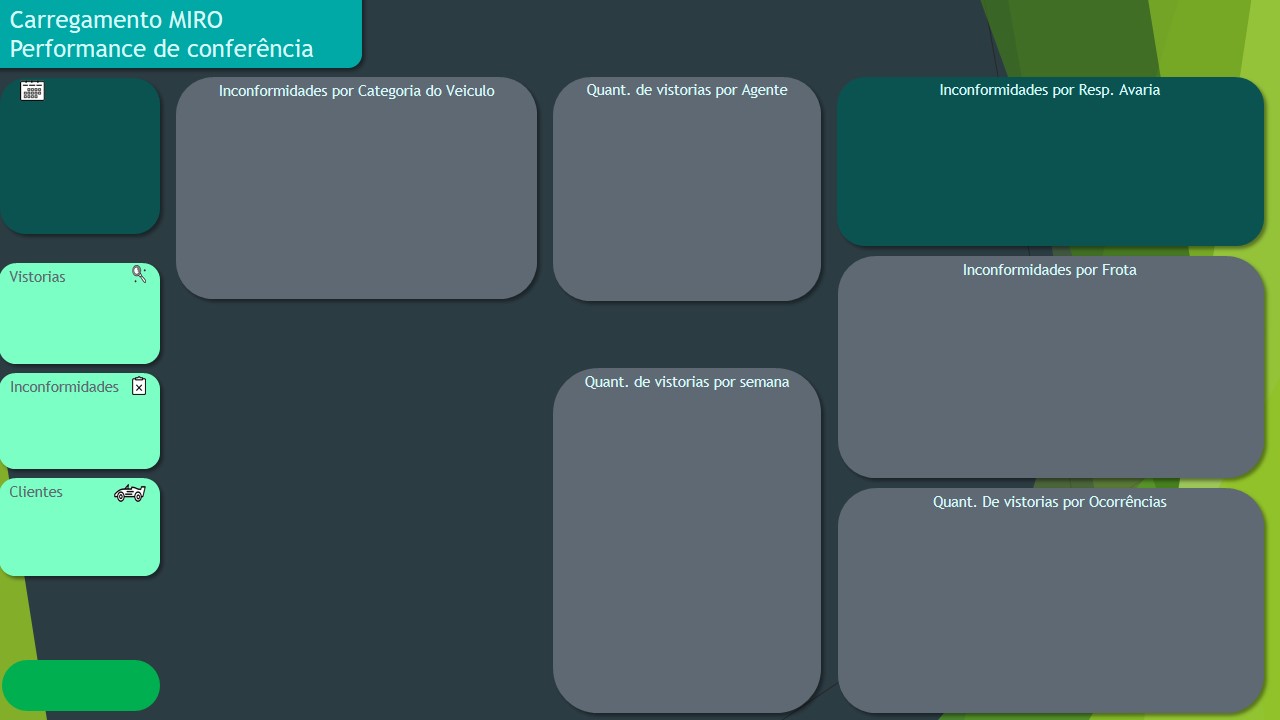 Carregamento MIRO
Performance de conferência
Inconformidades por Categoria do Veiculo
Quant. de vistorias por Agente
Inconformidades por Resp. Avaria
Vistorias
Inconformidades por Frota
Inconformidades
Quant. de vistorias por semana
Clientes
Quant. De vistorias por Ocorrências